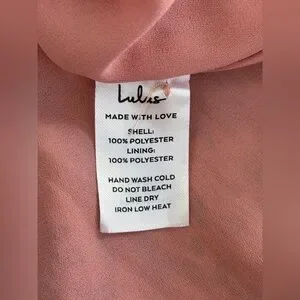 Lulus
MADE WITH LOVE
SHELL:
100% POLYESTER
LINING:
100% POLYESTER
HAND WASH COLD
DO NOT BLEACH
LINE DRY
IRON LOW HEAT